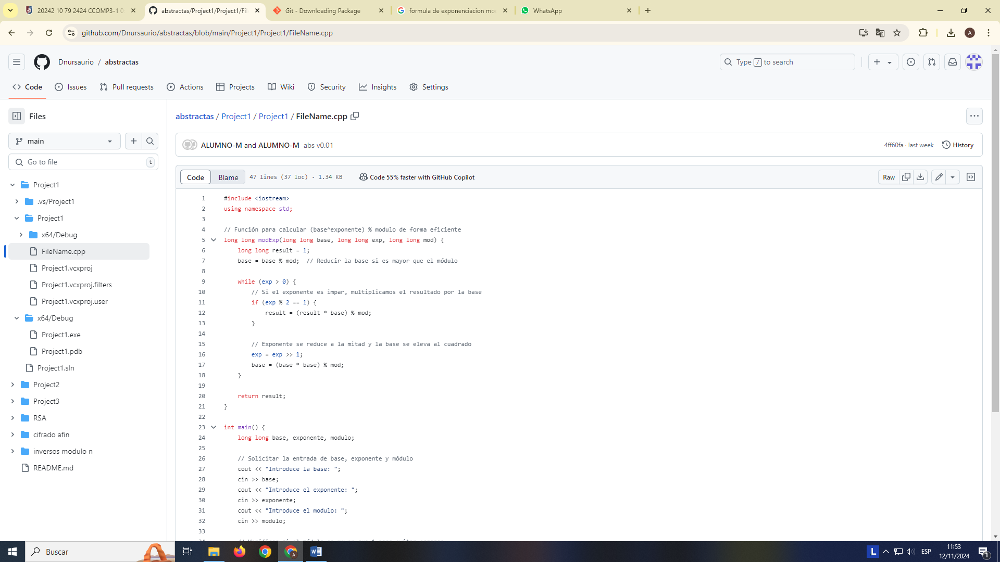 20242 10 79 2424 CCOMP3-1 0
abstractas/Project1/Project1/Fil
Git - Downloading Package
formula de exponenciacion mod
WhatsApp
github.com/Dnursaurio/abstractas/blob/main/Project1/Project1/FileName.cpp
A
Dnursaurio / abstractas
Type / to search
Code
Issues
Pull requests
Actions
Projects
Wiki
Insights
Security
Settings
Files
main
Go to file
t
Project1
.vs/Project1
Project1
x64/Debug
FileName.cpp
Project1.vcxproj
Project1.vcxproj.filters
Project1.vcxproj.user
x64/Debug
Project1.exe
Project1.pdb
Project1.sln
Project2
Project3
RSA
cifrado afin
inversos modulo n
README.md
abstractas / Project1 / Project1 / FileName.cpp
ALUMNO-M and ALUMNO-M abs v0.01
4ff60fa · last week
History
Code
Blame
47 lines (37 loc) · 1.34 KB
Code 55% faster with GitHub Copilot
Raw
1 #include <iostream>
2 using namespace std;
3
4 // Función para calcular (base^exponente) % modulo de forma eficiente
5 long long modExp(long long base, long long exp, long long mod) {
6 long long result = 1;
7 base = base % mod; // Reducir la base si es mayor que el módulo
8
9 while (exp > 0) {
10 // Si el exponente es impar, multiplicamos el resultado por la base
11 if (exp % 2 == 1) {
12 result = (result * base) % mod;
13 }
14
15 // Exponente se reduce a la mitad y la base se eleva al cuadrado
16 exp = exp >> 1;
17 base = (base * base) % mod;
18 }
19
20 return result;
21 }
22
23 int main() {
24 long long base, exponente, modulo;
25
26 // Solicitar la entrada de base, exponente y módulo
27 cout << "Introduce la base: ";
28 cin >> base;
29 cout << "Introduce el exponente: ";
30 cin >> exponente;
31 cout << "Introduce el modulo: ";
32 cin >> modulo;
33
Buscar
A
L
ESP
11:53
12/11/2024
1